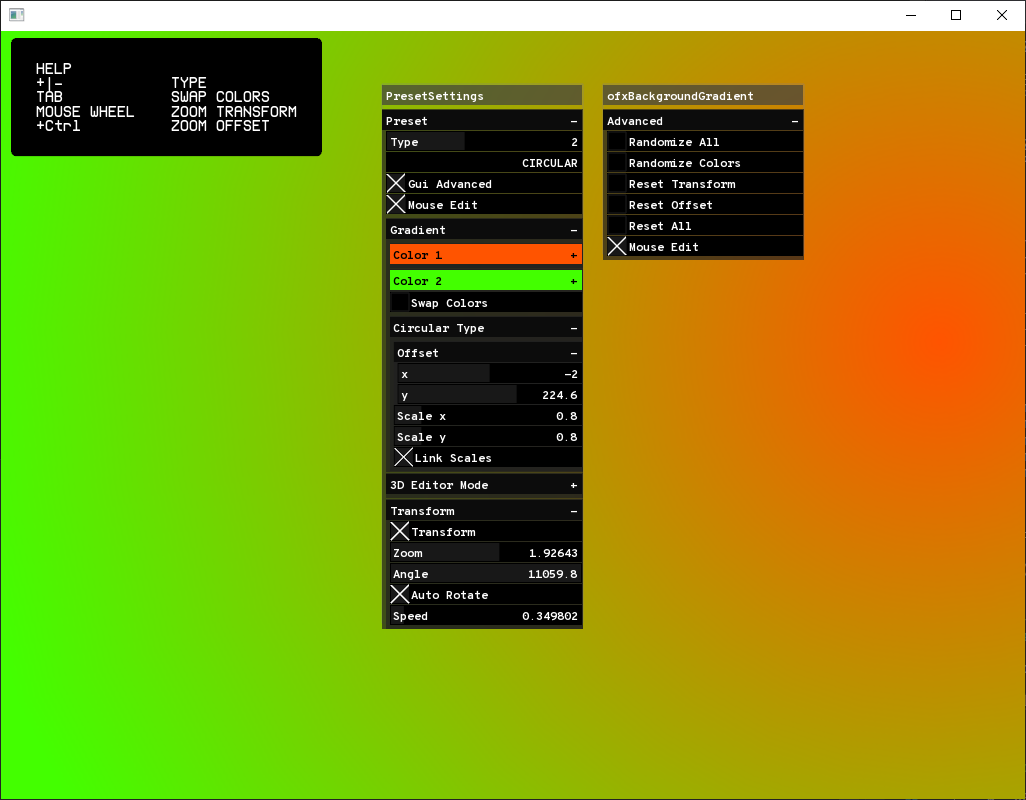 HELP
+|- TYPE
TAB SWAP COLORS
MOUSE WHEEL ZOOM TRANSFORM
+Ctrl ZOOM OFFSET
PresetSettings
Preset -
Type 2
CIRCULAR
Gui Advanced
Mouse Edit
Gradient -
Color 1 +
Color 2 +
Swap Colors
Circular Type -
Offset -
x -2
y 224.6
Scale x 0.8
Scale y 0.8
Link Scales
3D Editor Mode +
Transform -
Transform
Zoom 1.92643
Angle 11059.8
Auto Rotate
Speed 0.349802
ofxBackgroundGradient
Advanced -
Randomize All
Randomize Colors
Reset Transform
Reset Offset
Reset All
Mouse Edit